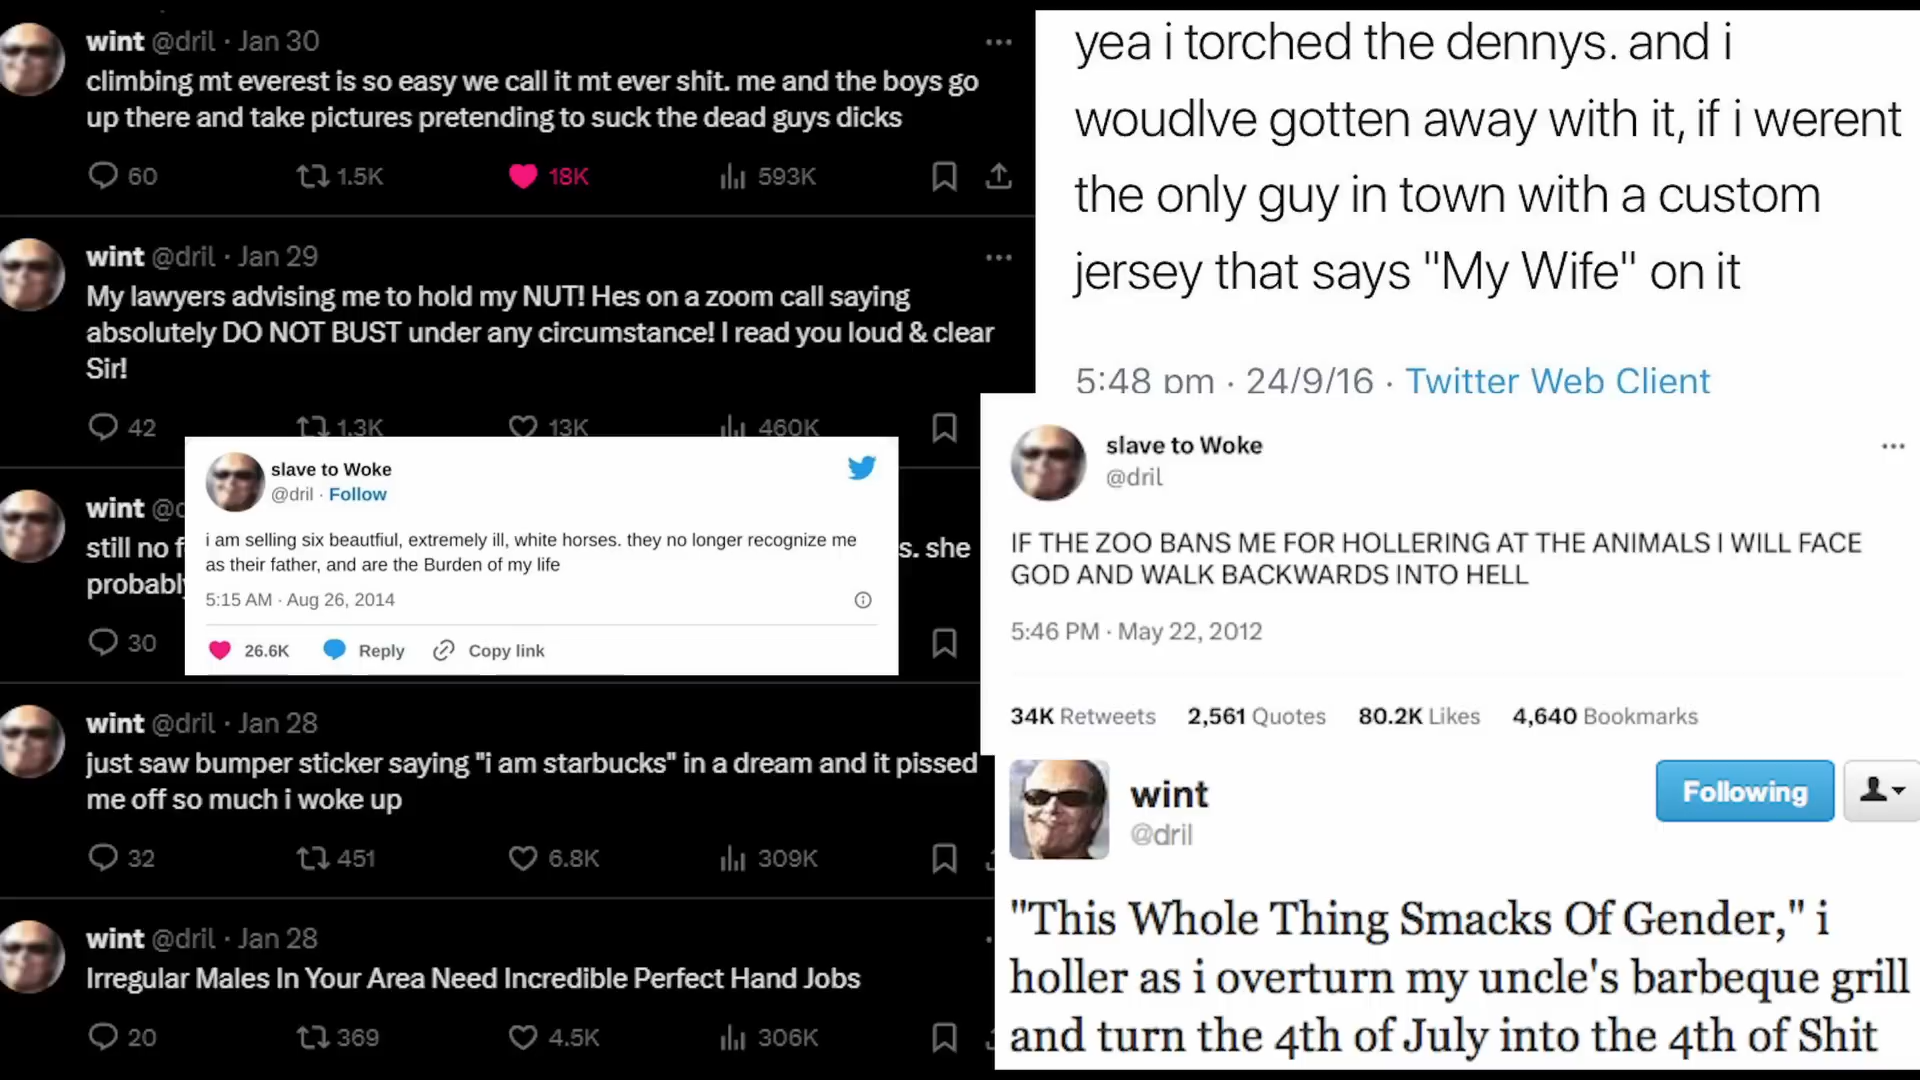 wint @dril · Jan 30
climbing mt everest is so easy we call it mt ever shit. me and the boys go
up there and take pictures pretending to suck the dead guys dicks
60 1.5K 18K 593K
wint @dril · Jan 29
My lawyers advising me to hold my NUT! Hes on a zoom call saying
absolutely DO NOT BUST under any circumstance! I read you loud & clear
Sir!
42 1.3K 13K 460K
wint
still no
s. she
probably
30
slave to Woke
@dril · Follow
i am selling six beautfiul, extremely ill, white horses. they no longer recognize me
as their father, and are the Burden of my life
5:15 AM · Aug 26, 2014
26.6K Reply Copy link
wint @dril · Jan 28
just saw bumper sticker saying "i am starbucks" in a dream and it pissed
me off so much i woke up
32 451 6.8K 309K
wint @dril · Jan 28
Irregular Males In Your Area Need Incredible Perfect Hand Jobs
20 369 4.5K 306K
yea i torched the dennys. and i
woudlve gotten away with it, if i werent
the only guy in town with a custom
jersey that says "My Wife" on it
5:48 pm · 24/9/16 · Twitter Web Client
slave to Woke
@dril
IF THE ZOO BANS ME FOR HOLLERING AT THE ANIMALS I WILL FACE
GOD AND WALK BACKWARDS INTO HELL
5:46 PM · May 22, 2012
34K Retweets 2,561 Quotes 80.2K Likes 4,640 Bookmarks
wint
@dril
Following
"This Whole Thing Smacks Of Gender," i
holler as i overturn my uncle's barbeque grill
and turn the 4th of July into the 4th of Shit